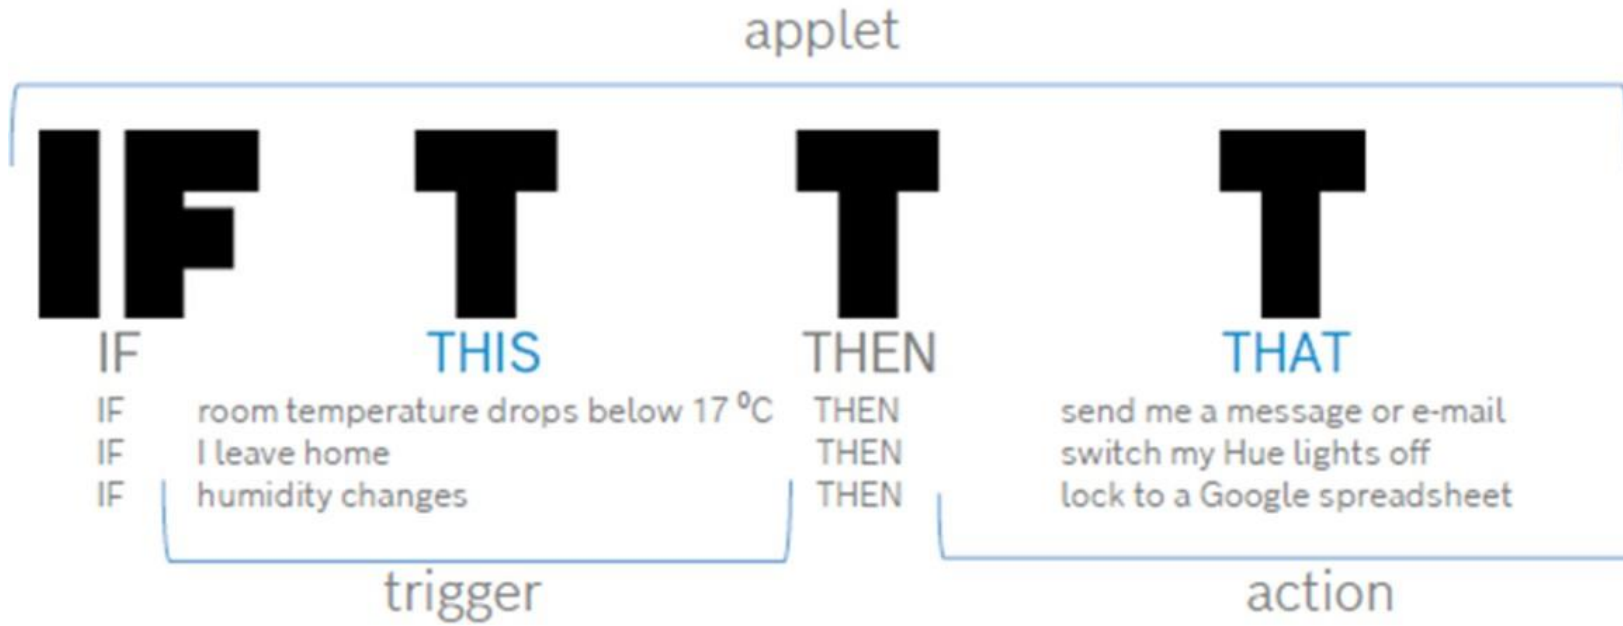 applet
IF T T T
IF THIS THEN THAT
IF room temperature drops below 17 ⁰C THEN send me a message or e-mail
IF I leave home THEN switch my Hue lights off
IF humidity changes THEN lock to a Google spreadsheet
trigger action